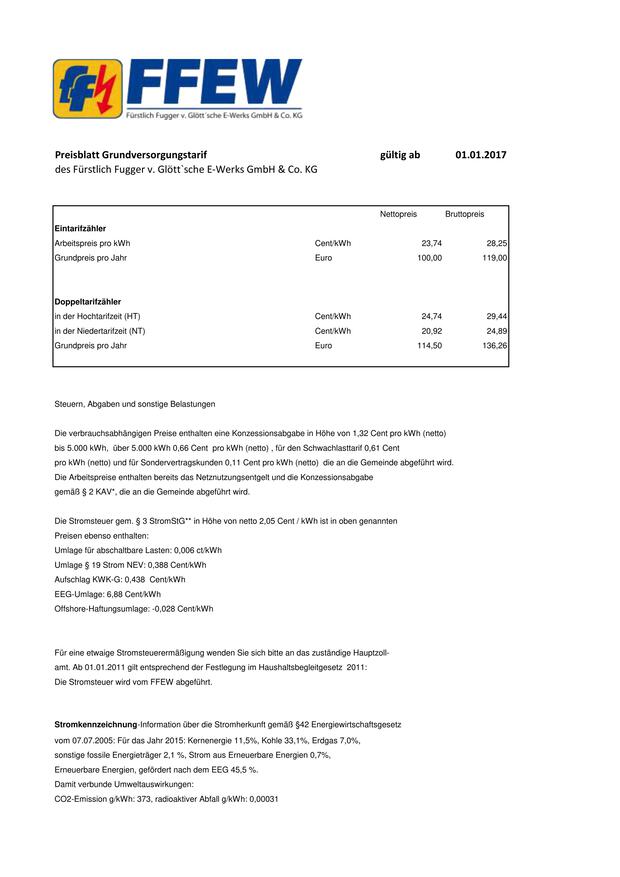 FFEW
Fürstlich Fugger v. Glött`sche E-Werks GmbH & Co. KG
Preisblatt Grundversorgungstarif gültig ab 01.01.2017
des Fürstlich Fugger v. Glött`sche E-Werks GmbH & Co. KG
Nettopreis Bruttopreis
Eintarifzähler
Arbeitspreis pro kWh Cent/kWh 23,74 28,25
Grundpreis pro Jahr Euro 100,00 119,00
Doppeltarifzähler
in der Hochtarifzeit (HT) Cent/kWh 24,74 29,44
in der Niedertarifzeit (NT) Cent/kWh 20,92 24,89
Grundpreis pro Jahr Euro 114,50 136,26
Steuern, Abgaben und sonstige Belastungen
Die verbrauchsabhängigen Preise enthalten eine Konzessionsabgabe in Höhe von 1,32 Cent pro kWh (netto)
bis 5.000 kWh, über 5.000 kWh 0,66 Cent pro kWh (netto) , für den Schwachlasttarif 0,61 Cent
pro kWh (netto) und für Sondervertragskunden 0,11 Cent pro kWh (netto) die an die Gemeinde abgeführt wird.
Die Arbeitspreise enthalten bereits das Netznutzungsentgelt und die Konzessionsabgabe
gemäß § 2 KAV*, die an die Gemeinde abgeführt wird.
Die Stromsteuer gem. § 3 StromStG** in Höhe von netto 2,05 Cent / kWh ist in oben genannten
Preisen ebenso enthalten:
Umlage für abschaltbare Lasten: 0,006 ct/kWh
Umlage § 19 Strom NEV: 0,388 Cent/kWh
Aufschlag KWK-G: 0,438 Cent/kWh
EEG-Umlage: 6,88 Cent/kWh
Offshore-Haftungsumlage: -0,028 Cent/kWh
Für eine etwaige Stromsteuerermäßigung wenden Sie sich bitte an das zuständige Hauptzoll-
amt. Ab 01.01.2011 gilt entsprechend der Festlegung im Haushaltsbegleitgesetz 2011:
Die Stromsteuer wird vom FFEW abgeführt.
Stromkennzeichnung-Information über die Stromherkunft gemäß §42 Energiewirtschaftsgesetz
vom 07.07.2005: Für das Jahr 2015: Kernenergie 11,5%, Kohle 33,1%, Erdgas 7,0%,
sonstige fossile Energieträger 2,1 %, Strom aus Erneuerbare Energien 0,7%,
Erneuerbare Energien, gefördert nach dem EEG 45,5 %.
Damit verbunde Umweltauswirkungen:
CO2-Emission g/kWh: 373, radioaktiver Abfall g/kWh: 0,00031